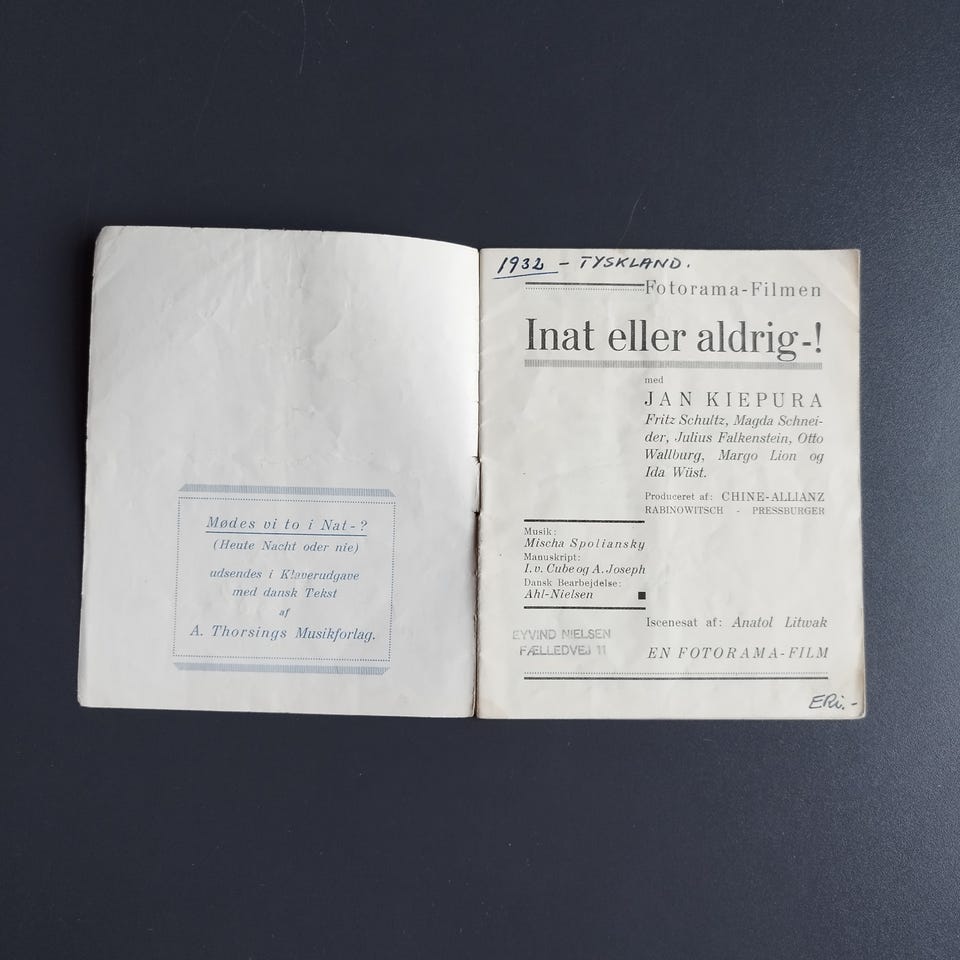 Mødes vi to i Nat-?
(Heute Nacht oder nie)
udsendes i Klaverudgave
med dansk Tekst
af
A. Thorsings Musikforlag.
1932 - TYSKLAND.
Fotorama-Filmen
Inat eller aldrig-!
med
JAN KIEPURA
Fritz Schultz, Magda Schnei-
der, Julius Falkenstein, Otto
Wallburg, Margo Lion og
Ida Wüst.
Produceret af: CHINE-ALLIANZ
RABINOWITSCH - PRESSBURGER
Musik:
Mischa Spoliansky
Manuskript:
I. v. Cube og A. Joseph
Dansk Bearbejdelse:
Ahl-Nielsen
Iscenesat af: Anatol Litwak
EYVIND NIELSEN
FÆLLEDVEJ 11
EN FOTORAMA-FILM
ERi.-